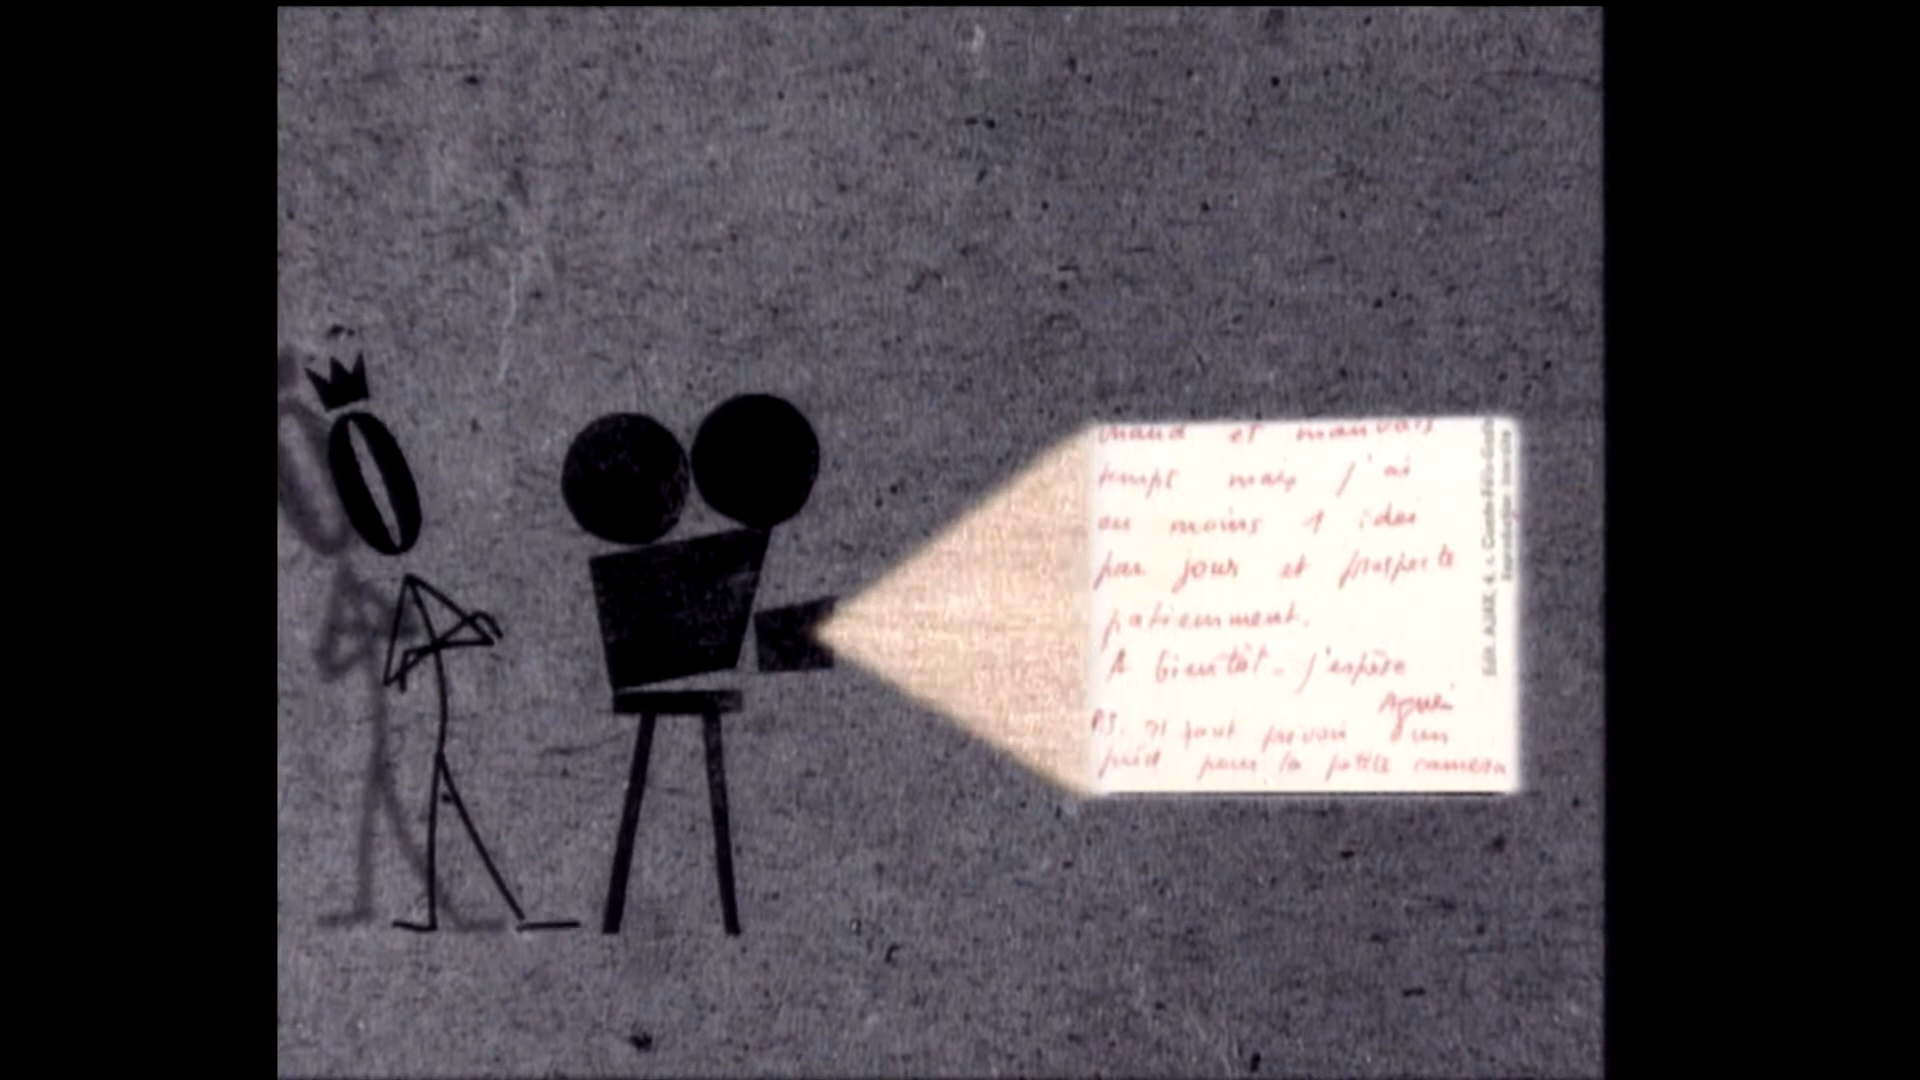 et mauvais
temps mais j'ai
au moins 1 idée
par jour et prospecte
patiemment.
A bientôt - j'espère
Agnès
P.S. Il faut prévoir un
pied pour la petite camera